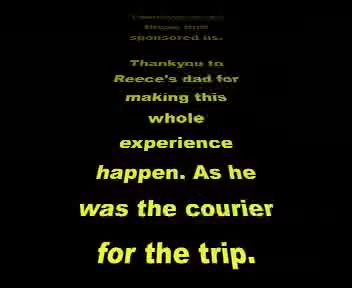 those that
sponsored us.
Thankyou to
Reece's dad for
making this
whole
experience
happen. As he
was the courier
for the trip.